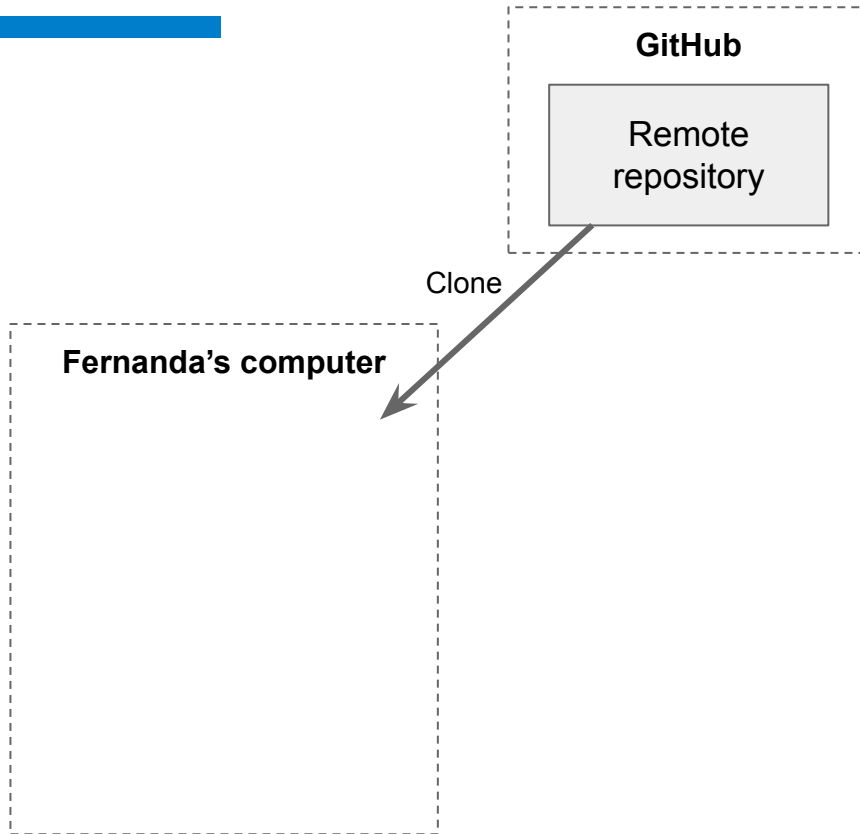 GitHub
Remote
repository
Clone
Fernanda’s computer